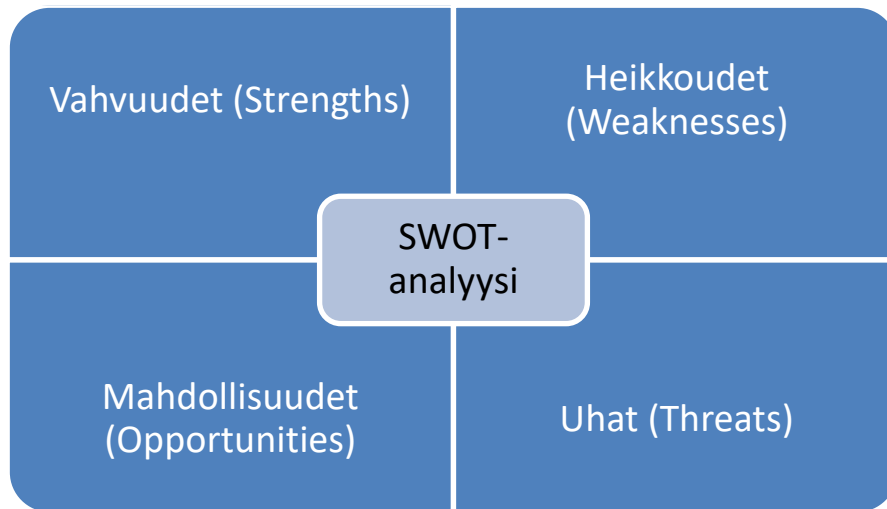 Vahvuudet (Strengths)
Heikkoudet
(Weaknesses)
SWOT-
analyysi
Mahdollisuudet
(Opportunities)
Uhat (Threats)